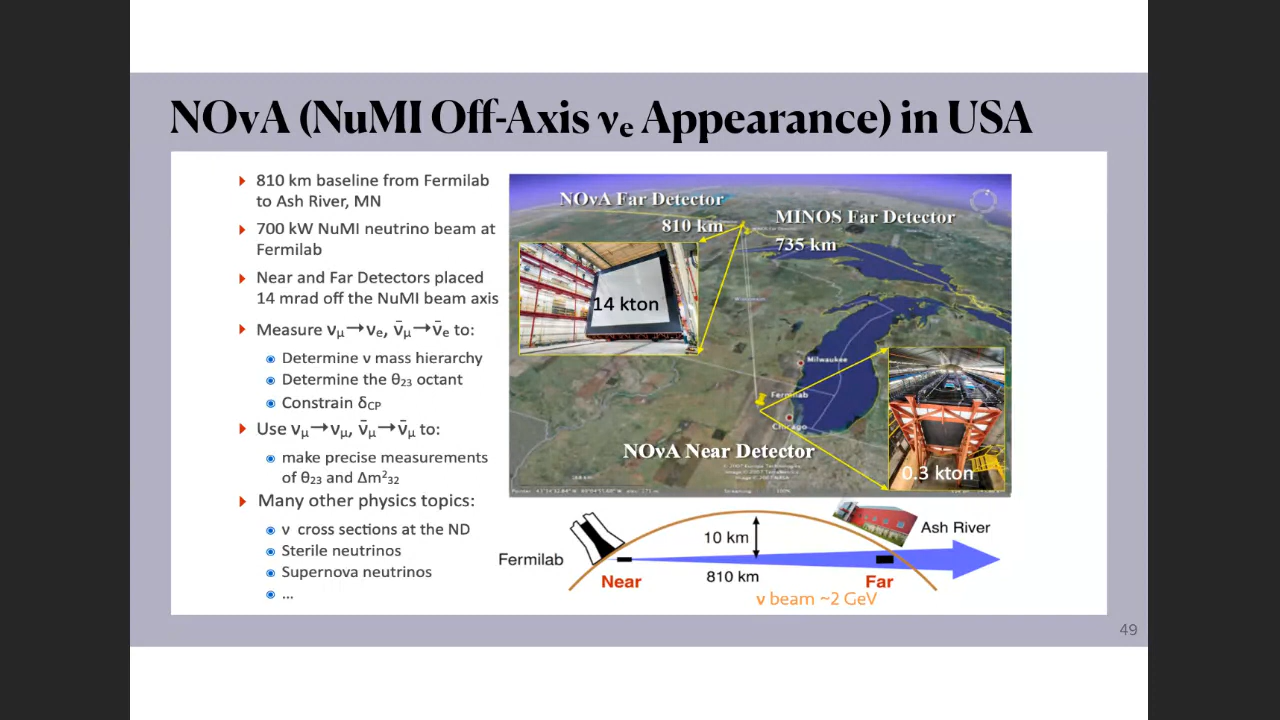 NOνA (NuMI Off-Axis νₑ Appearance) in USA
810 km baseline from Fermilab
to Ash River, MN
700 kW NuMI neutrino beam at
Fermilab
Near and Far Detectors placed
14 mrad off the NuMI beam axis
Measure νμ→νe, ν̄μ→ν̄e to:
Determine ν mass hierarchy
Determine the θ23 octant
Constrain δCP
Use νμ→νμ, ν̄μ→ν̄μ to:
make precise measurements
of θ23 and Δm²32
Many other physics topics:
ν cross sections at the ND
Sterile neutrinos
Supernova neutrinos
...
NOνA Far Detector
810 km
MINOS Far Detector
735 km
14 kton
Milwaukee
Fermilab
Chicago
NOνA Near Detector
0.3 kton
Fermilab
Near
10 km
810 km
Ash River
Far
ν beam ~2 GeV
49